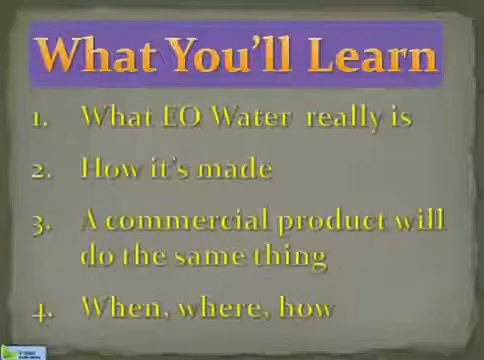 What You'll Learn
1. What EO Water really is
2. How it's made
3. A commercial product will
do the same thing
4. When, where, how